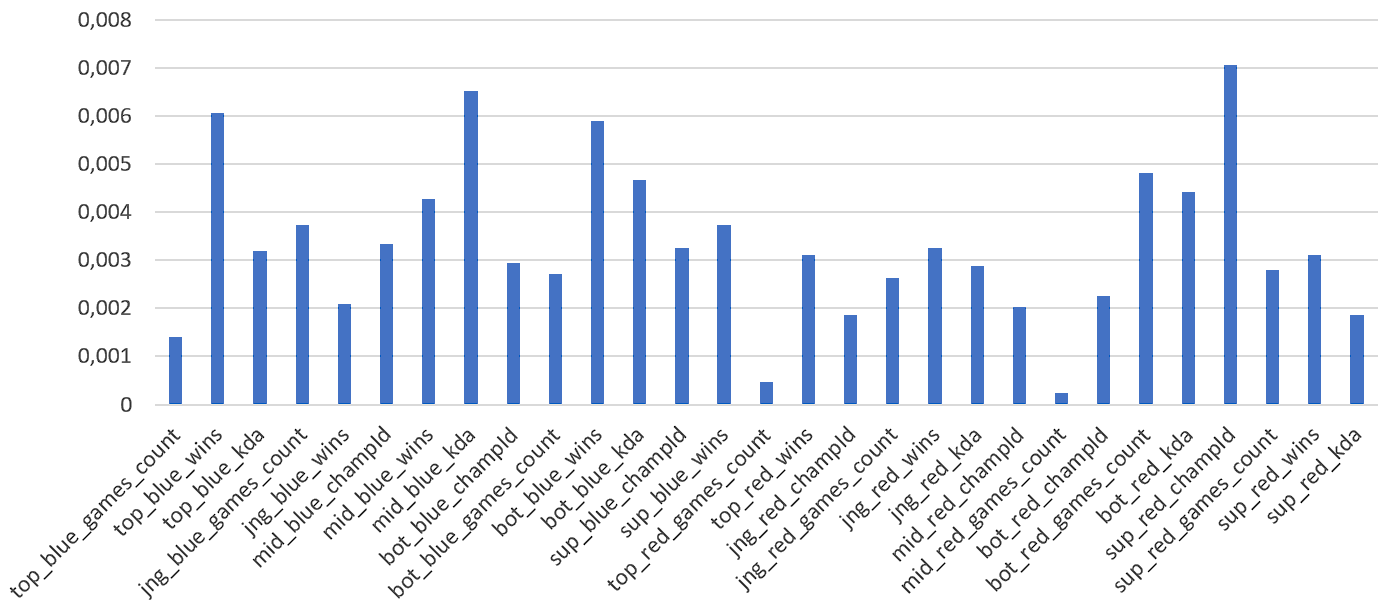 0,008
0,007
0,006
0,005
0,004
0,003
0,002
0,001
0
top_blue_games_count
top_blue_wins
top_blue_kda
jng_blue_games_count
jng_blue_wins
mid_blue_champId
mid_blue_wins
mid_blue_kda
bot_blue_champId
bot_blue_games_count
bot_blue_wins
bot_blue_kda
sup_blue_champId
sup_blue_wins
top_red_games_count
top_red_wins
jng_red_champId
jng_red_games_count
jng_red_wins
jng_red_kda
mid_red_champId
mid_red_games_count
bot_red_champId
bot_red_games_count
bot_red_kda
sup_red_champId
sup_red_games_count
sup_red_wins
sup_red_kda